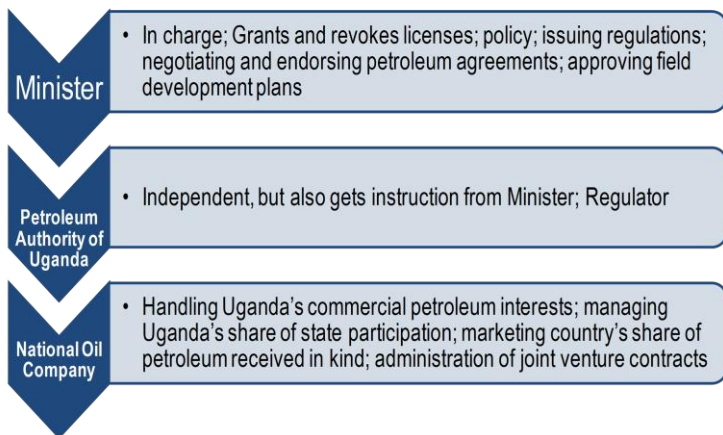 Minister
• In charge; Grants and revokes licenses; policy; issuing regulations;
negotiating and endorsing petroleum agreements; approving field
development plans
Petroleum
Authority of
Uganda
• Independent, but also gets instruction from Minister; Regulator
National Oil
Company
• Handling Uganda's commercial petroleum interests; managing
Uganda's share of state participation; marketing country's share of
petroleum received in kind; administration of joint venture contracts